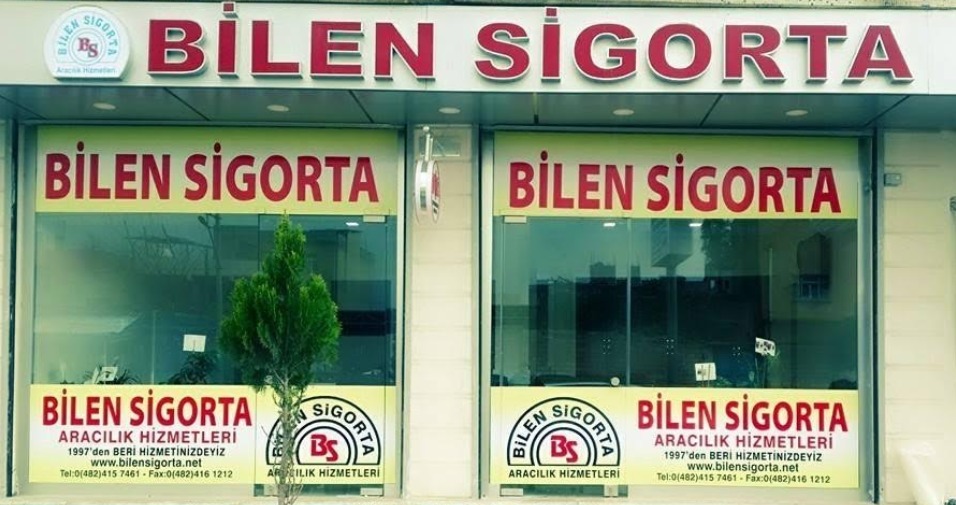 BİLEN SİGORTA
BS
Aracılık Hizmetleri
BİLEN SİGORTA
BİLEN SİGORTA
BİLEN SİGORTA
BİLEN SİGORTA
ARACILIK HİZMETLERİ
1997'den BERİ HİZMETİNİZDEYİZ
www.bilensigorta.net
Tel:0(482)415 7461 - Fax:0(482)416 1212
BİLEN SİGORTA
BS
ARACILIK HİZMETLERİ
BİLEN SİGORTA
BS
ARACILIK HİZMETLERİ
BİLEN SİGORTA
ARACILIK HİZMETLERİ
1997'den BERİ HİZMETİNİZDEYİZ
www.bilensigorta.net
Tel:0(482)415 7461 - Fax:0(482)416 1212